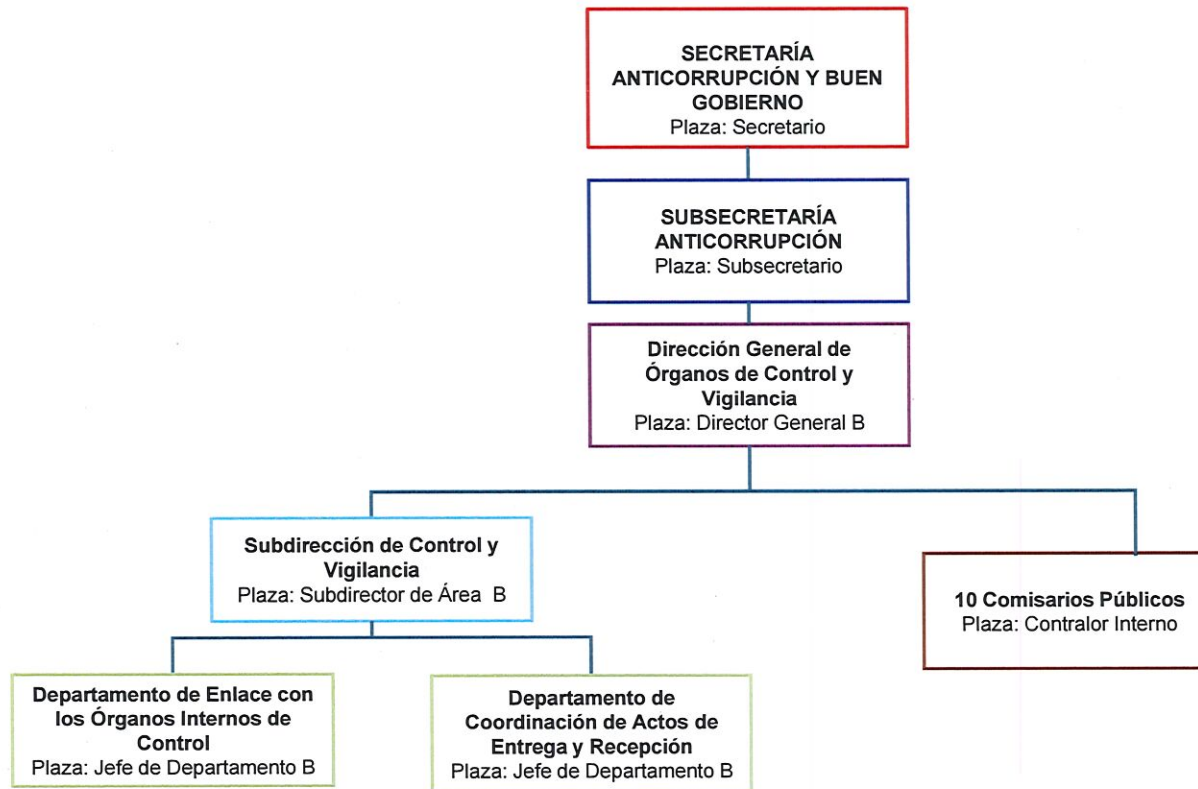 SECRETARÍA
ANTICORRUPCIÓN Y BUEN
GOBIERNO
Plaza: Secretario
SUBSECRETARÍA
ANTICORRUPCIÓN
Plaza: Subsecretario
Dirección General de
Órganos de Control y
Vigilancia
Plaza: Director General B
Subdirección de Control y
Vigilancia
Plaza: Subdirector de Área B
10 Comisarios Públicos
Plaza: Contralor Interno
Departamento de Enlace con
los Órganos Internos de
Control
Plaza: Jefe de Departamento B
Departamento de
Coordinación de Actos de
Entrega y Recepción
Plaza: Jefe de Departamento B